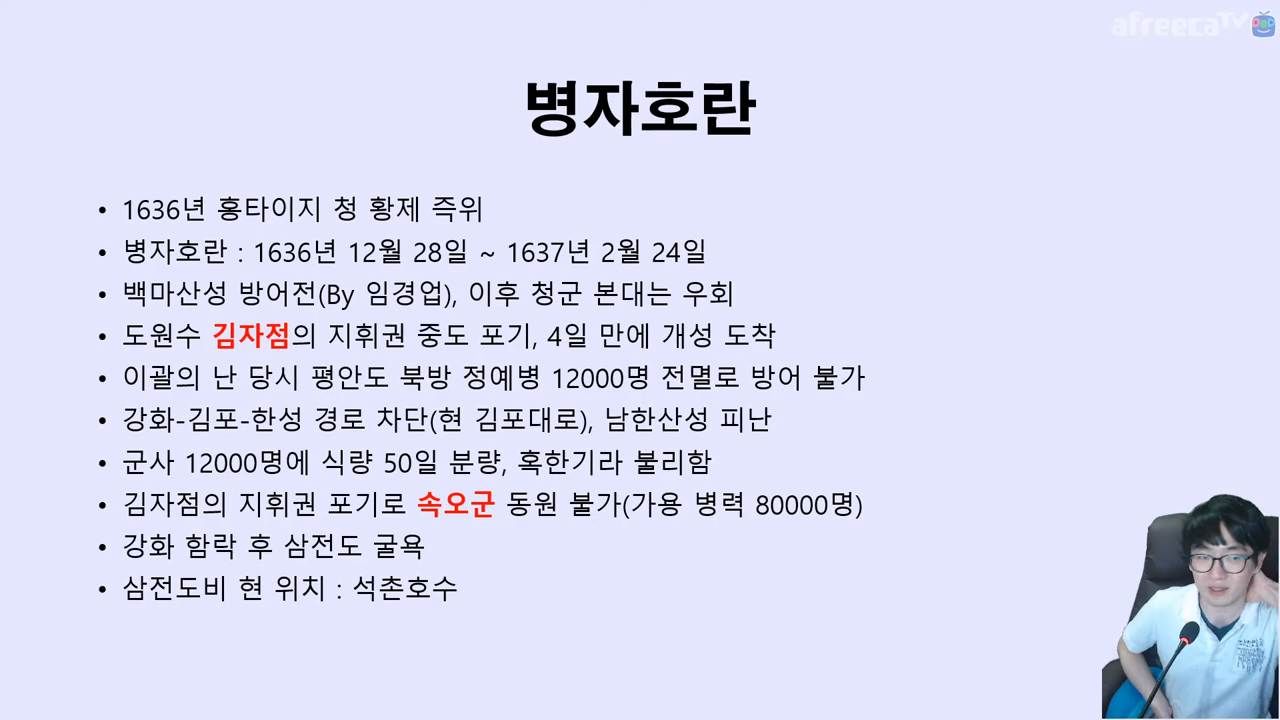 afreecaTV
병자호란
• 1636년 홍타이지 청 황제 즉위
• 병자호란 : 1636년 12월 28일 ~ 1637년 2월 24일
• 백마산성 방어전(By 임경업), 이후 청군 본대는 우회
• 도원수 김자점의 지휘권 중도 포기, 4일 만에 개성 도착
• 이괄의 난 당시 평안도 북방 정예병 12000명 전멸로 방어 불가
• 강화-김포-한성 경로 차단(현 김포대로), 남한산성 피난
• 군사 12000명에 식량 50일 분량, 혹한기라 불리함
• 김자점의 지휘권 포기로 속오군 동원 불가(가용 병력 80000명)
• 강화 함락 후 삼전도 굴욕
• 삼전도비 현 위치 : 석촌호수